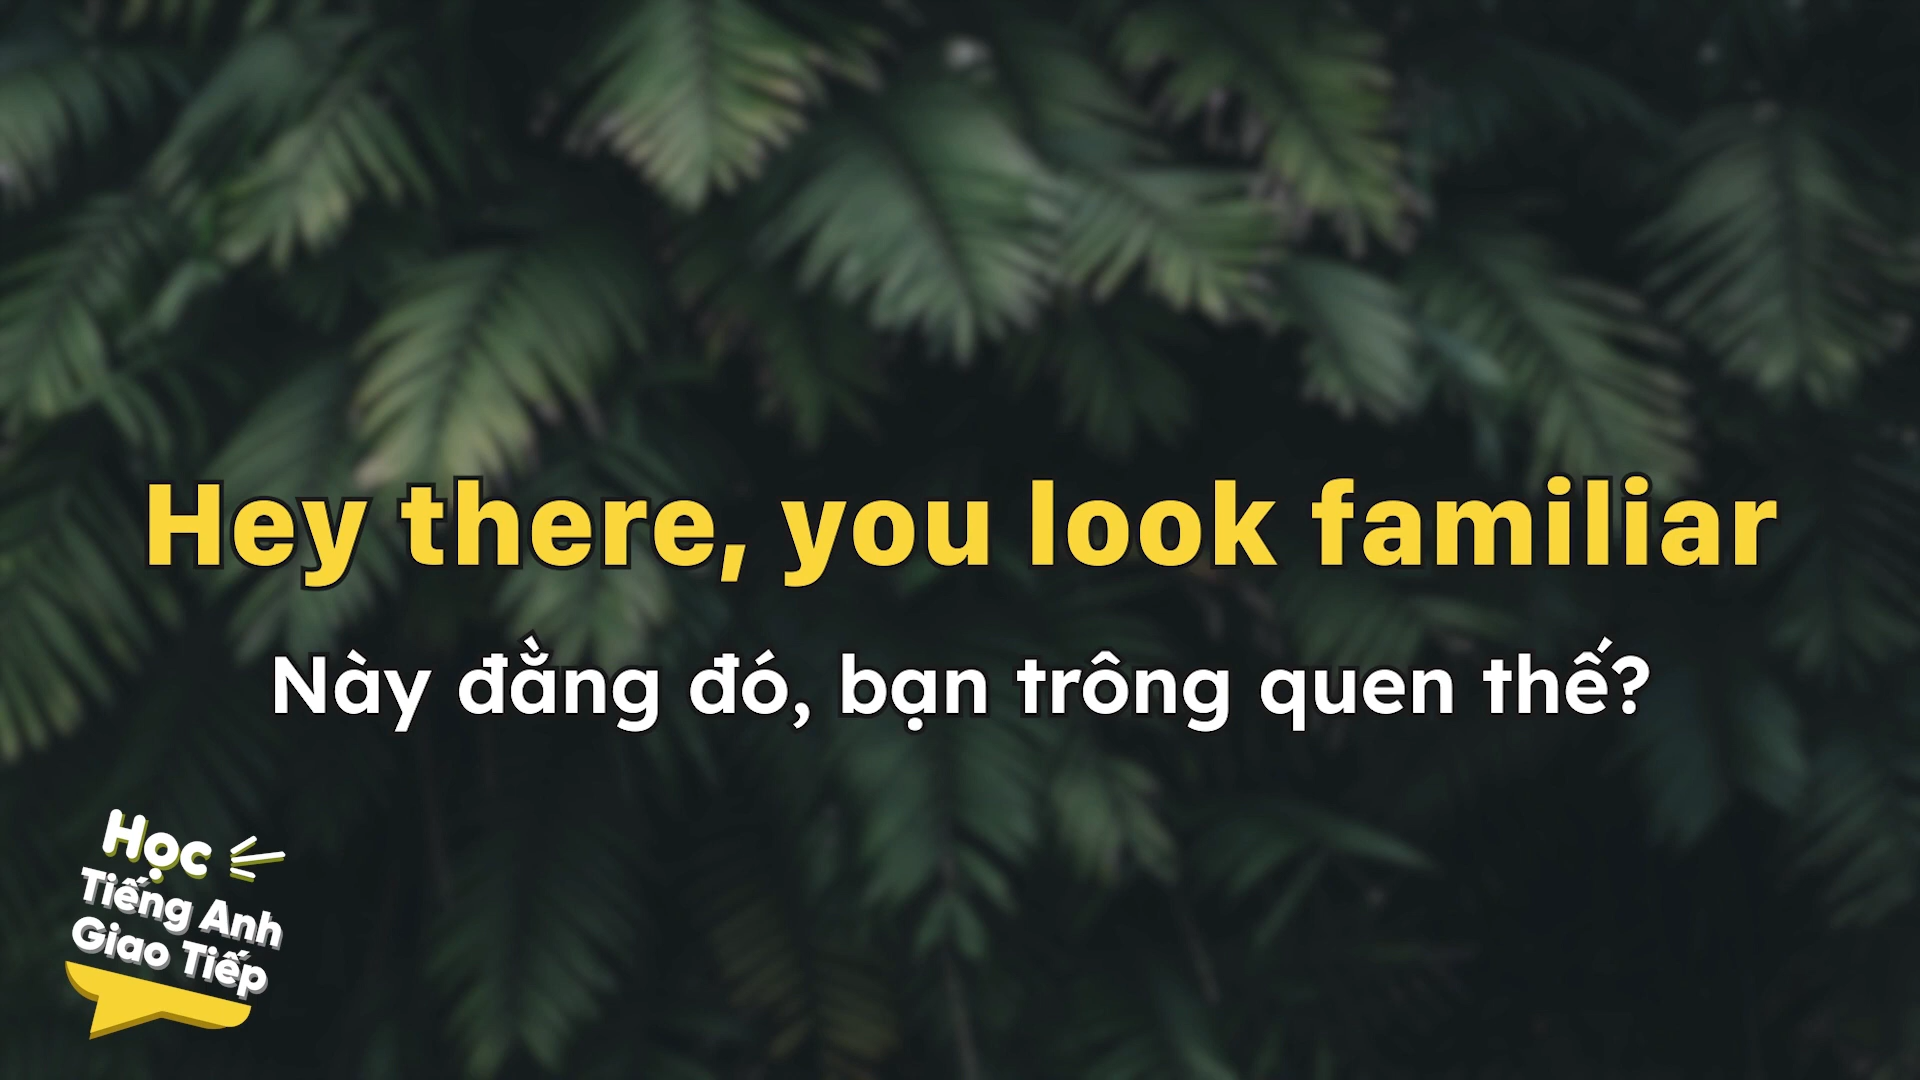 Hey there, you look familiar
Này đằng đó, bạn trông quen thế?
Học
Tiếng Anh
Giao Tiếp